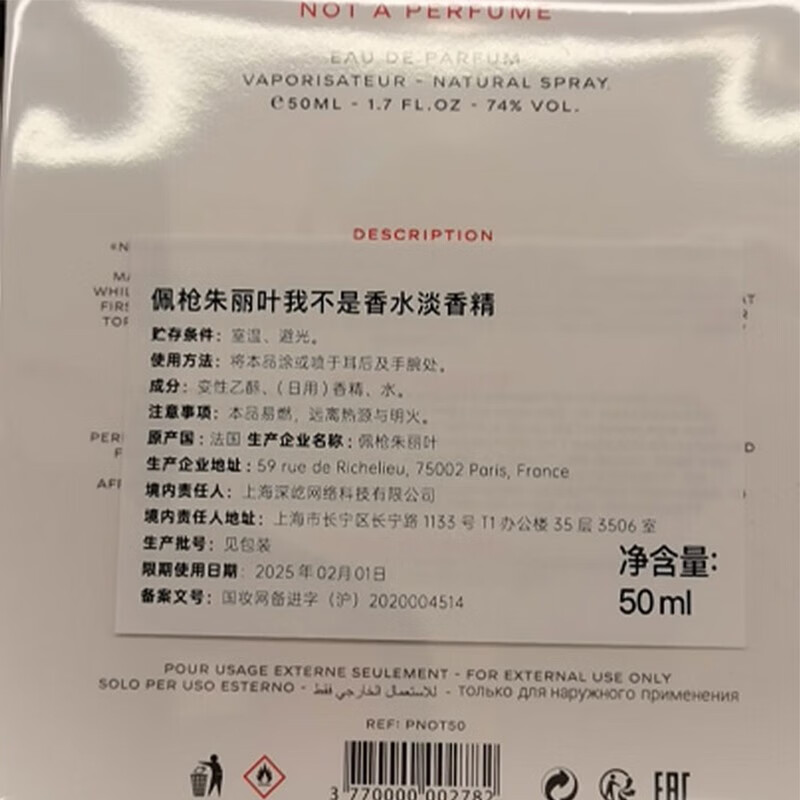 NOT A PERFUME
EAU DE PARFUM
VAPORISATEUR - NATURAL SPRAY
℮50ML - 1.7 FL.OZ - 74% VOL.
DESCRIPTION
佩枪朱丽叶我不是香水淡香精
贮存条件：室温、避光。
使用方法：将本品涂或喷于耳后及手腕处。
成分：变性乙醇、（日用）香精、水。
注意事项：本品易燃，远离热源与明火。
原产国：法国 生产企业名称：佩枪朱丽叶
生产企业地址：59 rue de Richelieu, 75002 Paris, France
境内责任人：上海深屹网络科技有限公司
境内责任人地址：上海市长宁区长宁路 1133 号 T1 办公楼 35 层 3506 室
生产批号：见包装
限期使用日期：2025 年 02月 01日
备案文号：国妆网备进字（沪）2020004514
净含量:
50ml
POUR USAGE EXTERNE SEULEMENT - FOR EXTERNAL USE ONLY
SOLO PER USO ESTERNO - للاستعمال الخارجي فقط - только для наружного применения
REF: PNOT50
3 770000 002782
EAC